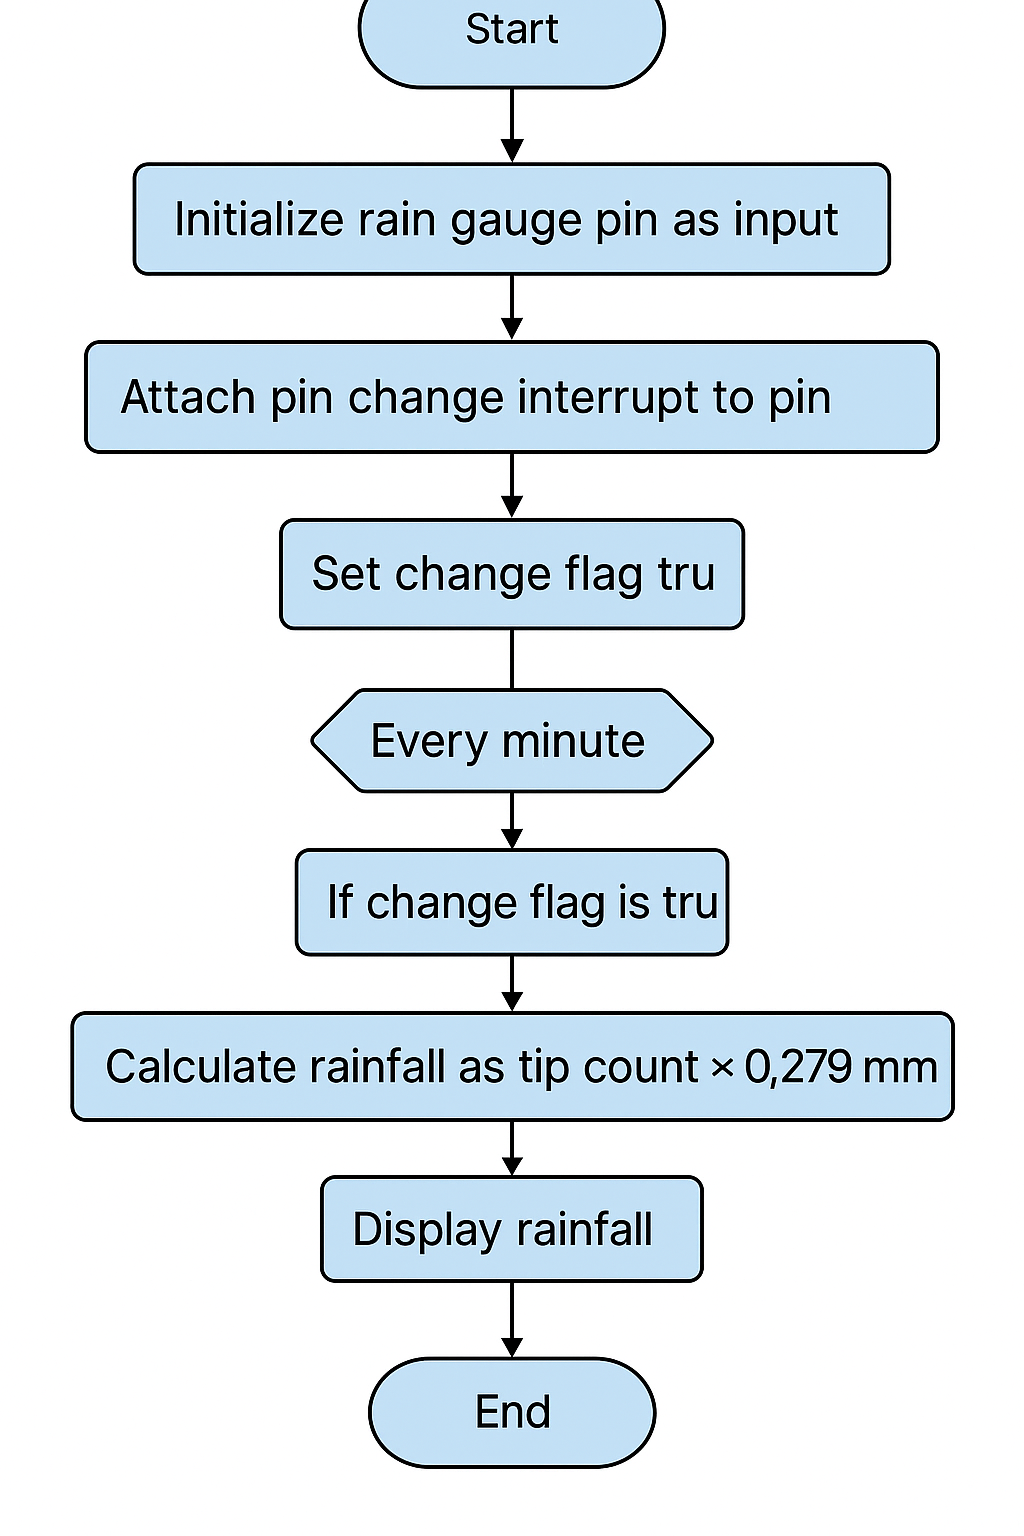 Start
Initialize rain gauge pin as input
Attach pin change interrupt to pin
Set change flag tru
Every minute
If change flag is tru
Calculate rainfall as tip count × 0,279 mm
Display rainfall
End